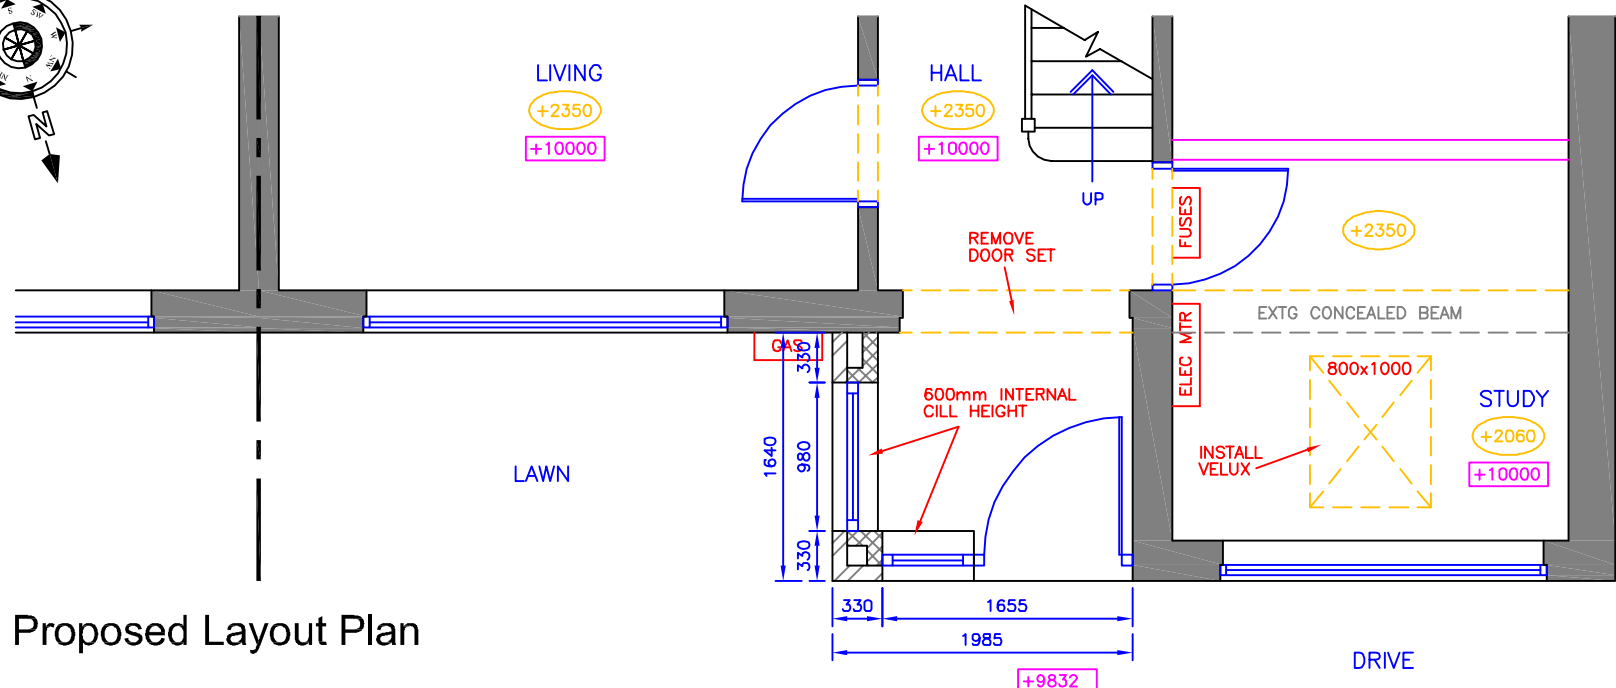 S
SW
W
NW
N
N
LIVING
+2350
+10000
HALL
+2350
+10000
UP
FUSES
+2350
REMOVE
DOOR SET
EXTG CONCEALED BEAM
ELEC MTR
GAS
330
800x1000
600mm INTERNAL
CILL HEIGHT
STUDY
+2060
+10000
1640
980
INSTALL
VELUX
LAWN
330
330
1655
1985
Proposed Layout Plan
DRIVE
+9832